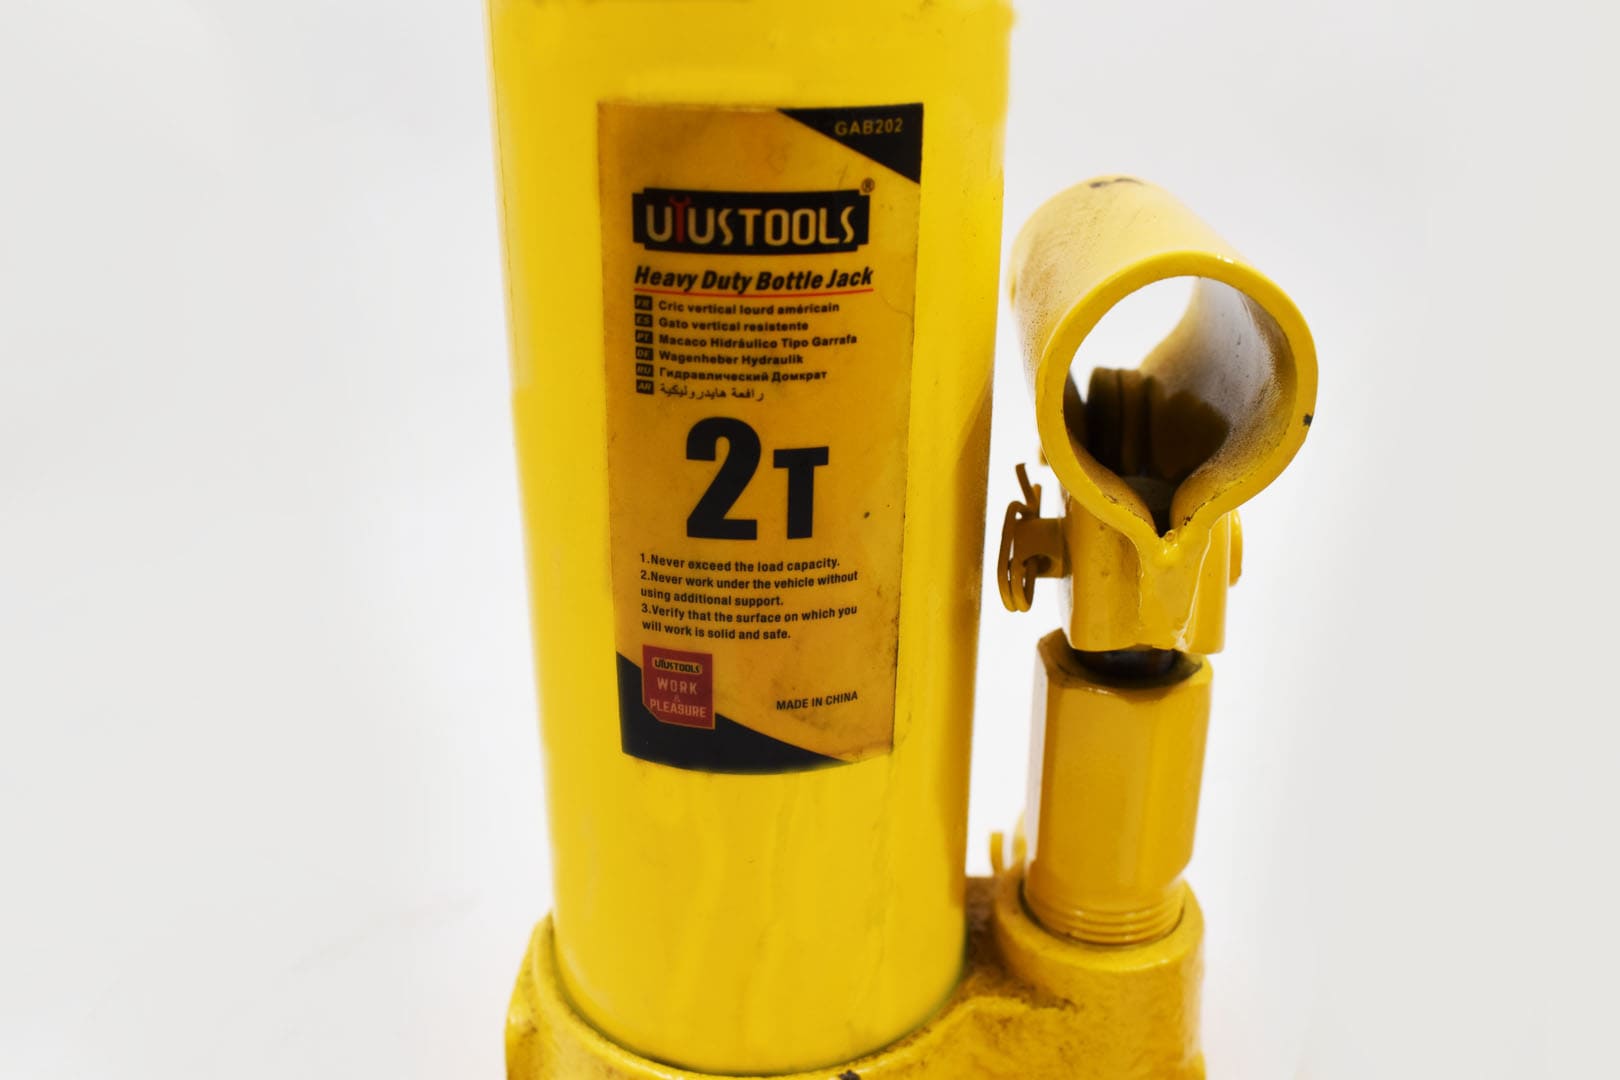 GAB202
UYUSTOOLS®
Heavy Duty Bottle Jack
FR Cric vertical lourd américain
ES Gato vertical resistente
PT Macaco Hidráulico Tipo Garrafa
DE Wagenheber Hydraulik
RU Гидравлический Домкрат
AR رافعة هايدروليكية
2T
1.Never exceed the load capacity.
2.Never work under the vehicle without
using additional support.
3.Verify that the surface on which you
will work is solid and safe.
UYUSTOOLS
WORK
&
PLEASURE
MADE IN CHINA